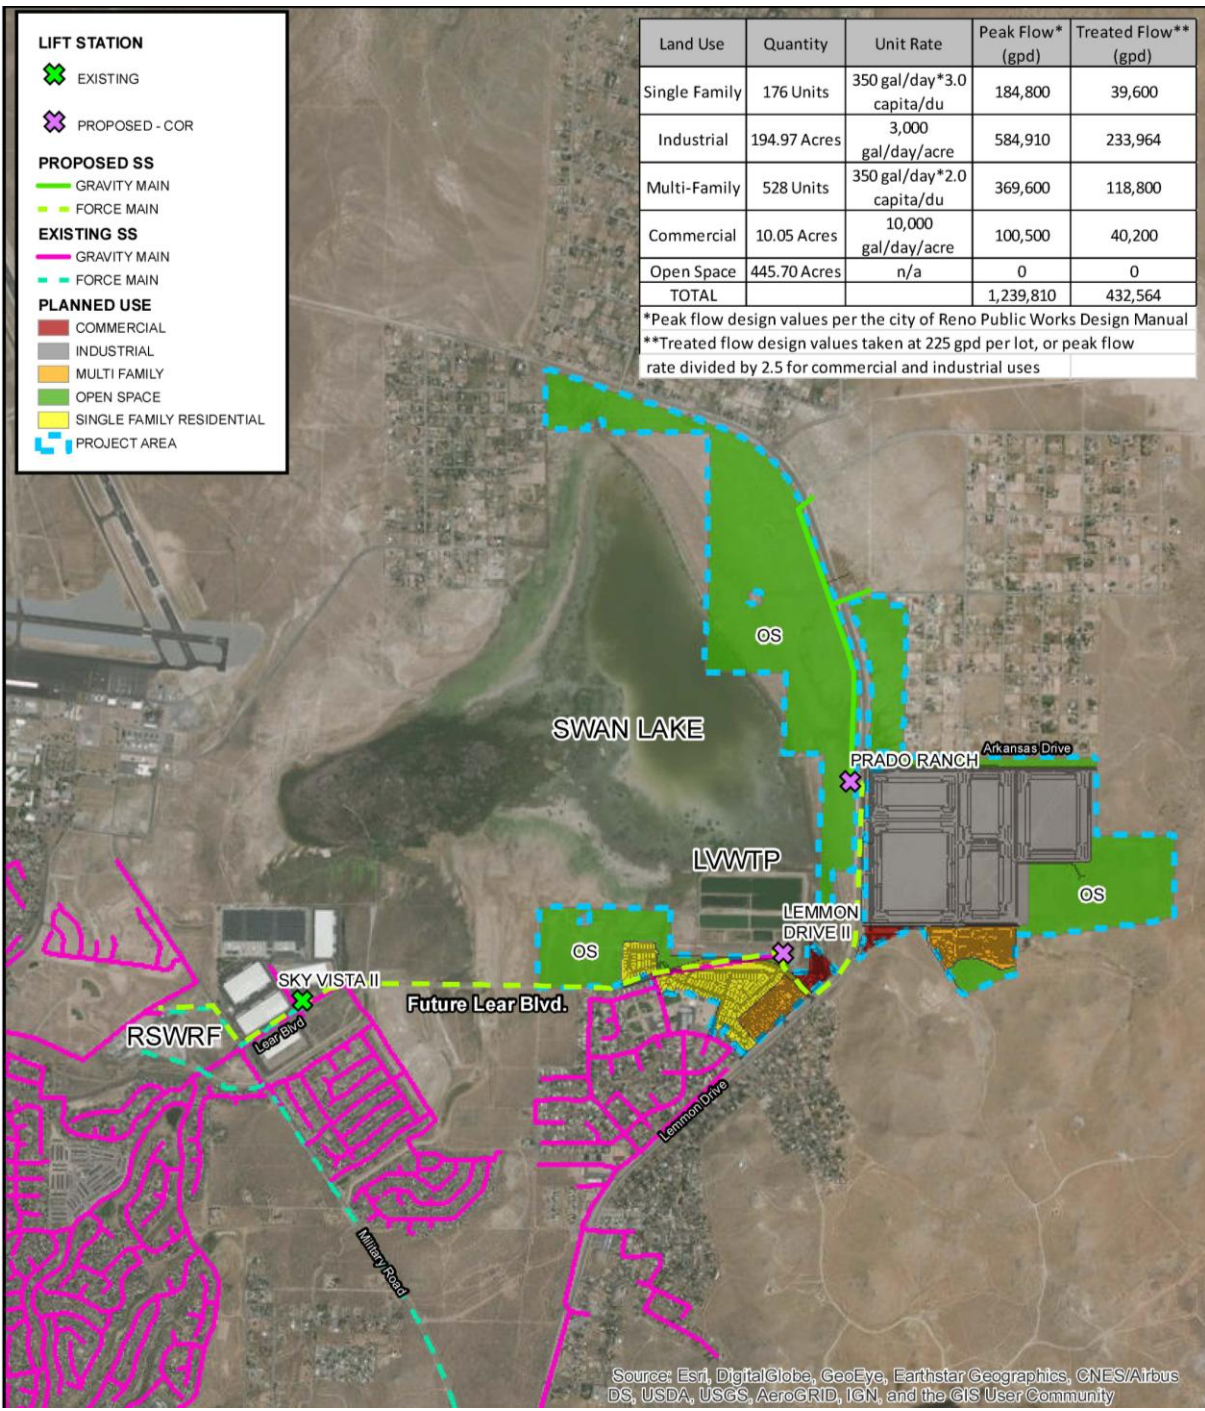 LIFT STATION
EXISTING
PROPOSED - COR
PROPOSED SS
GRAVITY MAIN
FORCE MAIN
EXISTING SS
GRAVITY MAIN
FORCE MAIN
PLANNED USE
COMMERCIAL
INDUSTRIAL
MULTI FAMILY
OPEN SPACE
SINGLE FAMILY RESIDENTIAL
PROJECT AREA
Land Use Quantity Unit Rate Peak Flow* (gpd) Treated Flow** (gpd)
Single Family 176 Units 350 gal/day*3.0 capita/du 184,800 39,600
Industrial 194.97 Acres 3,000 gal/day/acre 584,910 233,964
Multi-Family 528 Units 350 gal/day*2.0 capita/du 369,600 118,800
Commercial 10.05 Acres 10,000 gal/day/acre 100,500 40,200
Open Space 445.70 Acres n/a 0 0
TOTAL 1,239,810 432,564
*Peak flow design values per the city of Reno Public Works Design Manual
**Treated flow design values taken at 225 gpd per lot, or peak flow
rate divided by 2.5 for commercial and industrial uses
OS
SWAN LAKE
Arkansas Drive
PRADO RANCH
LVWTP
OS
LEMMON
DRIVE II
OS
SKY VISTA II
Future Lear Blvd.
RSWRF
Lear Blvd
Lemmon Drive
Military Road
Source: Esri, DigitalGlobe, GeoEye, Earthstar Geographics, CNES/Airbus
DS, USDA, USGS, AeroGRID, IGN, and the GIS User Community